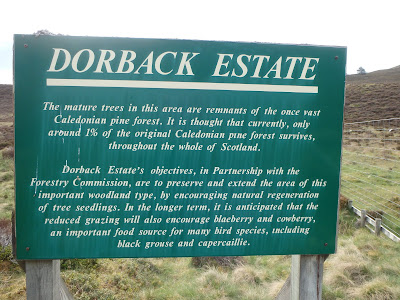 DORBACK ESTATE
The mature trees in this area are remnants of the once vast
Caledonian pine forest. It is thought that currently, only
around 1% of the original Caledonian pine forest survives,
throughout the whole of Scotland.
Dorback Estate's objectives, in Partnership with the
Forestry Commission, are to preserve and extend the area of this
important woodland type, by encouraging natural regeneration
of tree seedlings. In the longer term, it is anticipated that the
reduced grazing will also encourage blaeberry and cowberry,
an important food source for many bird species, including
black grouse and capercaillie.